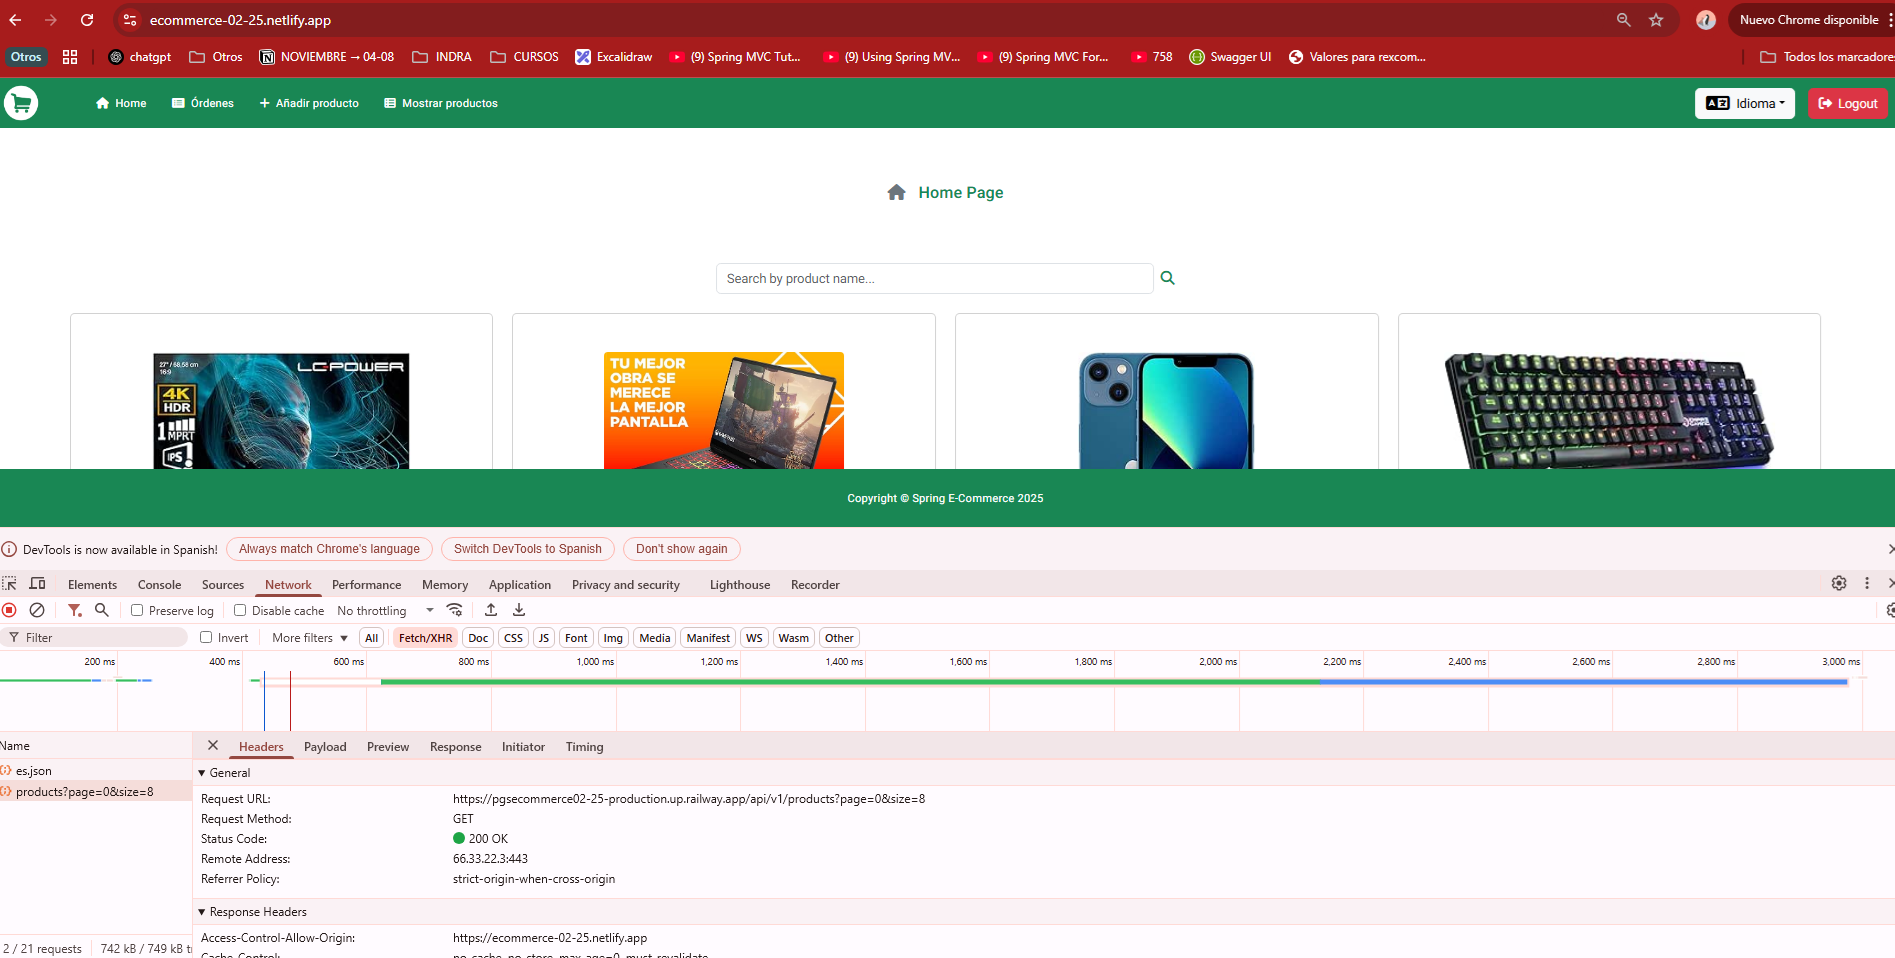 ecommerce-02-25.netlify.app
Nuevo Chrome disponible
Otros
chatgpt
Otros
NOVIEMBRE → 04-08
INDRA
CURSOS
Excalidraw
(9) Spring MVC Tut...
(9) Using Spring MV...
(9) Spring MVC For...
758
Swagger UI
Valores para rexcom...
Todos los marcadores
Home
Órdenes
Añadir producto
Mostrar productos
Idioma
Logout
Home Page
Search by product name...
27" / 68,58 cm
16:9
LC-POWER
4K
HDR
1
MPRT
IPS
TU MEJOR
OBRA SE
MERECE
LA MEJOR
PANTALLA
Copyright © Spring E-Commerce 2025
DevTools is now available in Spanish!
Always match Chrome's language
Switch DevTools to Spanish
Don't show again
Elements
Console
Sources
Network
Performance
Memory
Application
Privacy and security
Lighthouse
Recorder
Preserve log
Disable cache
No throttling
Filter
Invert
More filters
All
Fetch/XHR
Doc
CSS
JS
Font
Img
Media
Manifest
WS
Wasm
Other
200 ms
400 ms
600 ms
800 ms
1,000 ms
1,200 ms
1,400 ms
1,600 ms
1,800 ms
2,000 ms
2,200 ms
2,400 ms
2,600 ms
2,800 ms
3,000 ms
Name
Headers
Payload
Preview
Response
Initiator
Timing
es.json
products?page=0&size=8
General
Request URL: https://pgsecommerce02-25-production.up.railway.app/api/v1/products?page=0&size=8
Request Method: GET
Status Code: 200 OK
Remote Address: 66.33.22.3:443
Referrer Policy: strict-origin-when-cross-origin
Response Headers
Access-Control-Allow-Origin: https://ecommerce-02-25.netlify.app
Cache-Control: no-cache, no-store, max-age=0, must-revalidate
2 / 21 requests
742 kB / 749 kB t